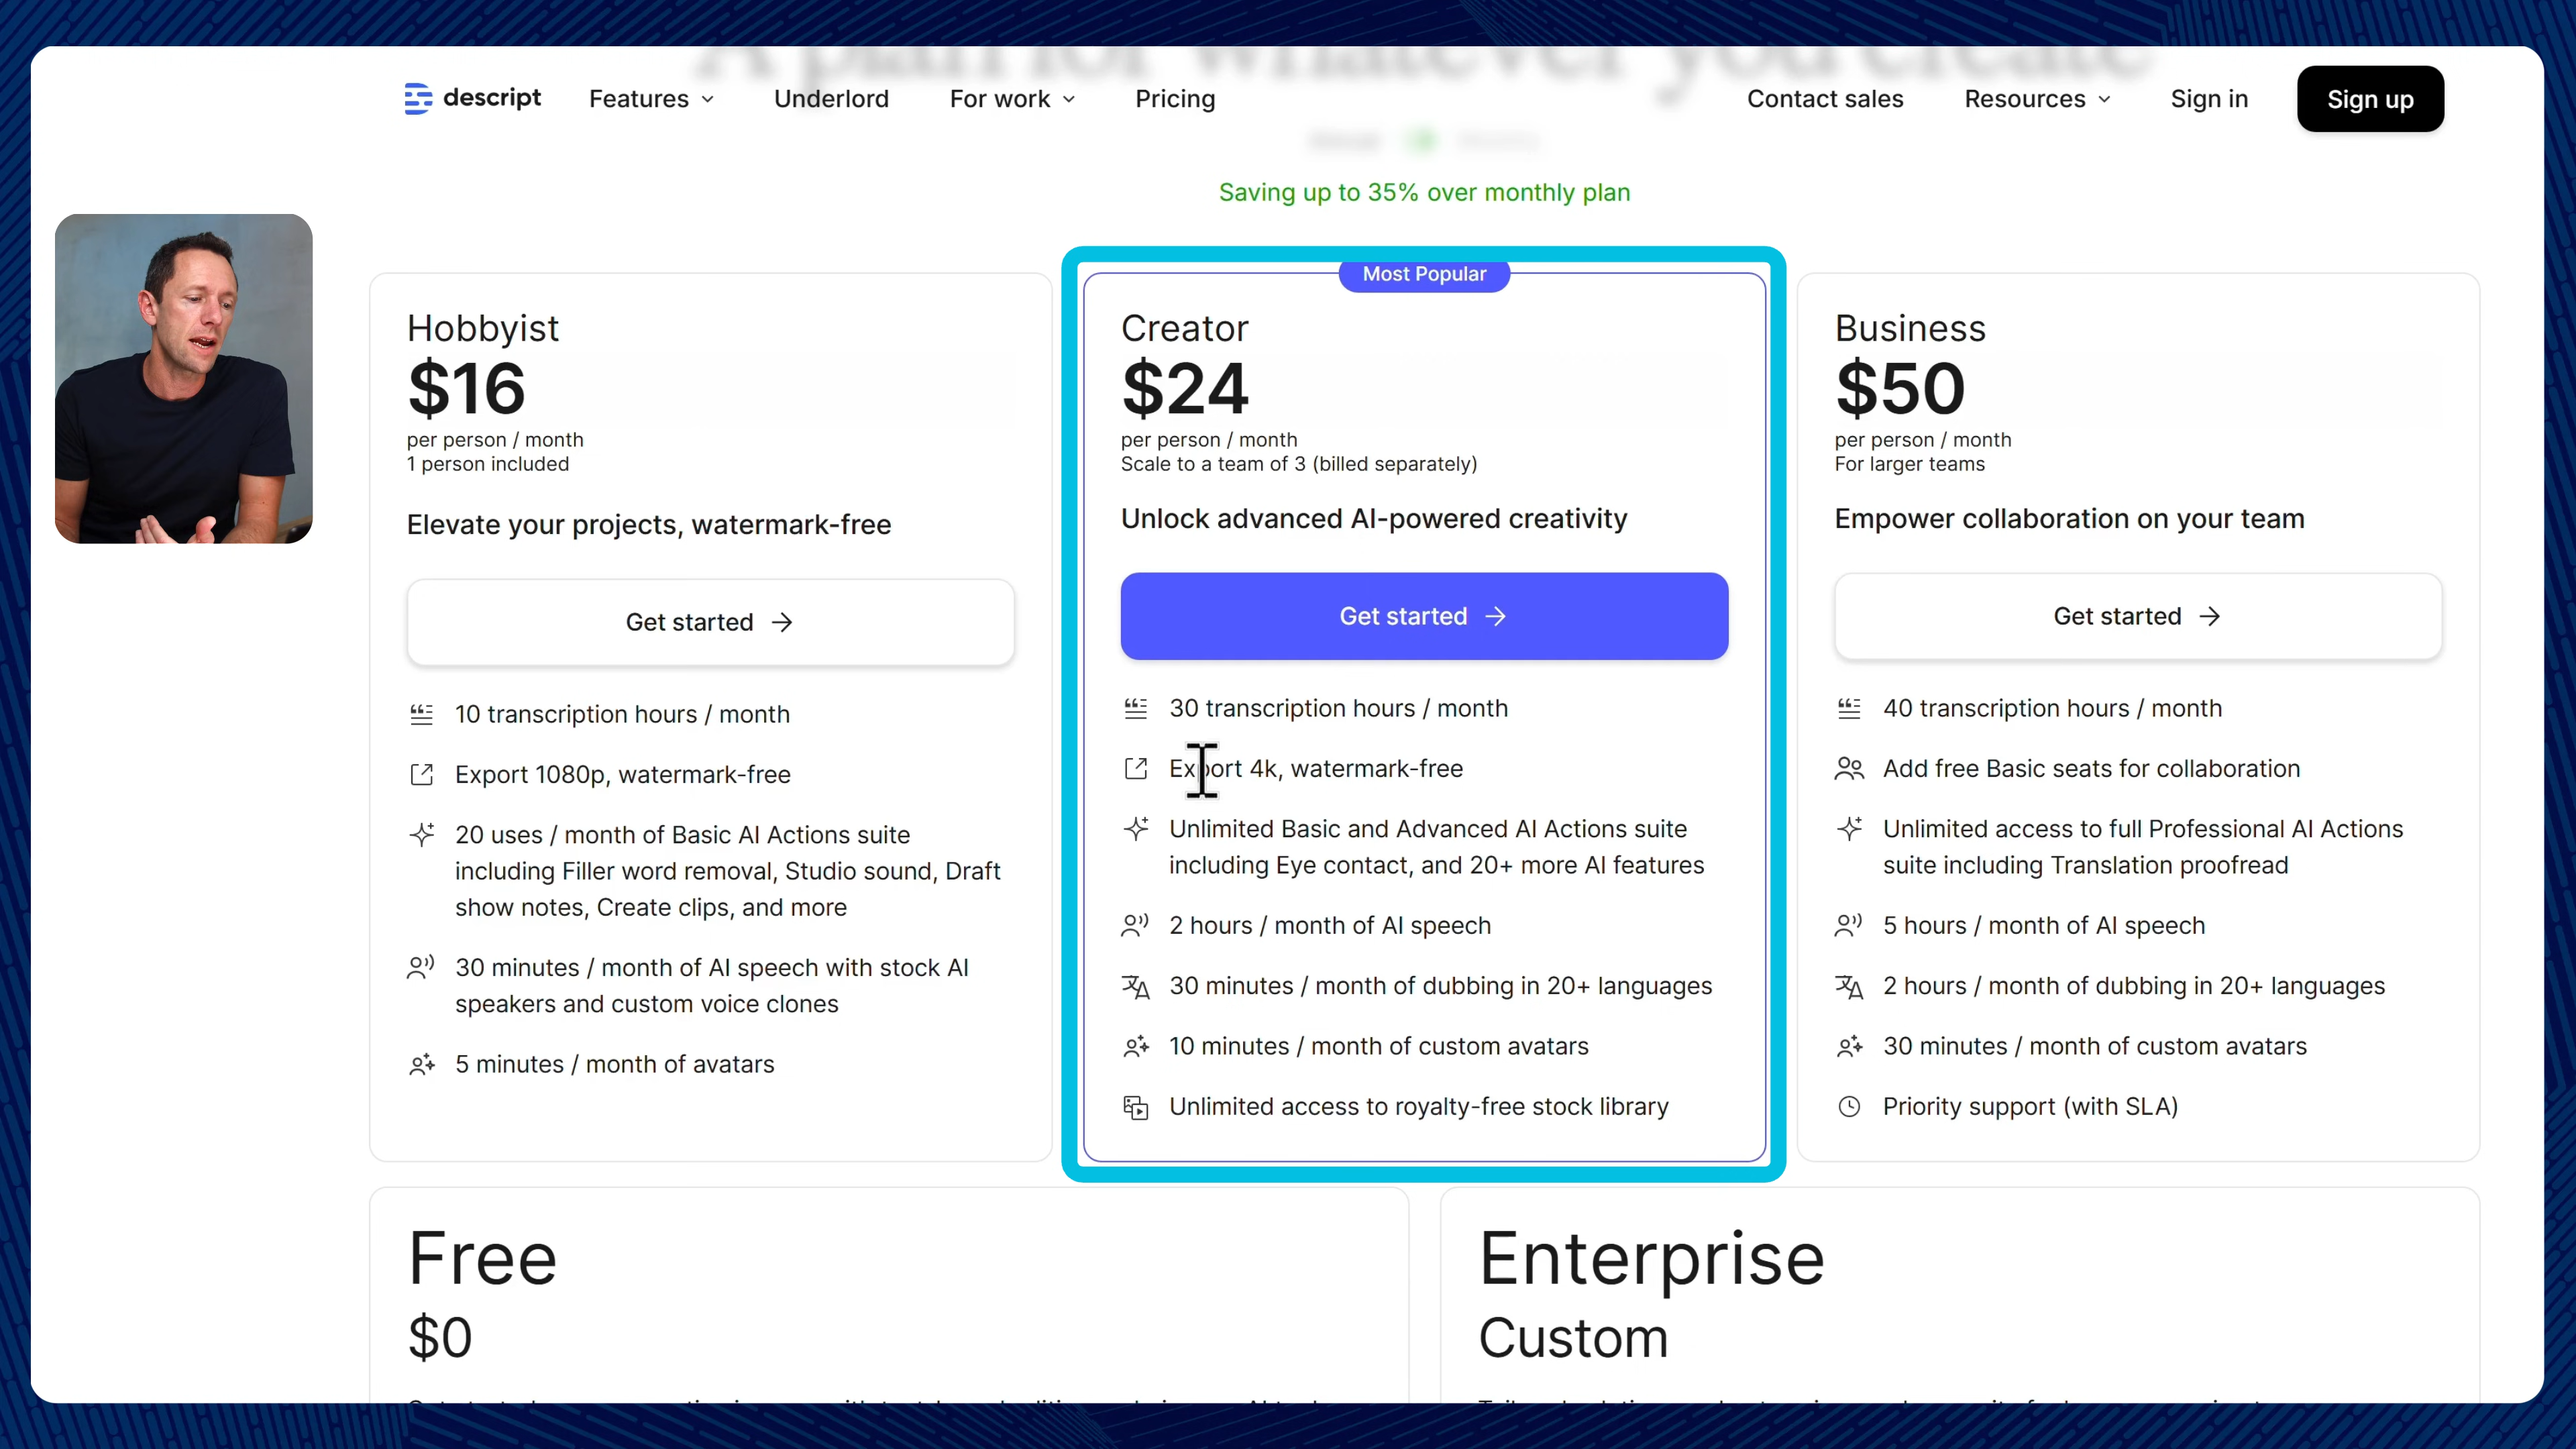 A plan for whatever you create
descript
Features
Underlord
For work
Pricing
Contact sales
Resources
Sign in
Sign up
Saving up to 35% over monthly plan
Hobbyist
$16
per person / month
1 person included
Elevate your projects, watermark-free
Get started →
10 transcription hours / month
Export 1080p, watermark-free
20 uses / month of Basic AI Actions suite
including Filler word removal, Studio sound, Draft
show notes, Create clips, and more
30 minutes / month of AI speech with stock AI
speakers and custom voice clones
5 minutes / month of avatars
Most Popular
Creator
$24
per person / month
Scale to a team of 3 (billed separately)
Unlock advanced AI-powered creativity
Get started →
30 transcription hours / month
Export 4k, watermark-free
Unlimited Basic and Advanced AI Actions suite
including Eye contact, and 20+ more AI features
2 hours / month of AI speech
30 minutes / month of dubbing in 20+ languages
10 minutes / month of custom avatars
Unlimited access to royalty-free stock library
Business
$50
per person / month
For larger teams
Empower collaboration on your team
Get started →
40 transcription hours / month
Add free Basic seats for collaboration
Unlimited access to full Professional AI Actions
suite including Translation proofread
5 hours / month of AI speech
2 hours / month of dubbing in 20+ languages
30 minutes / month of custom avatars
Priority support (with SLA)
Free
$0
Enterprise
Custom